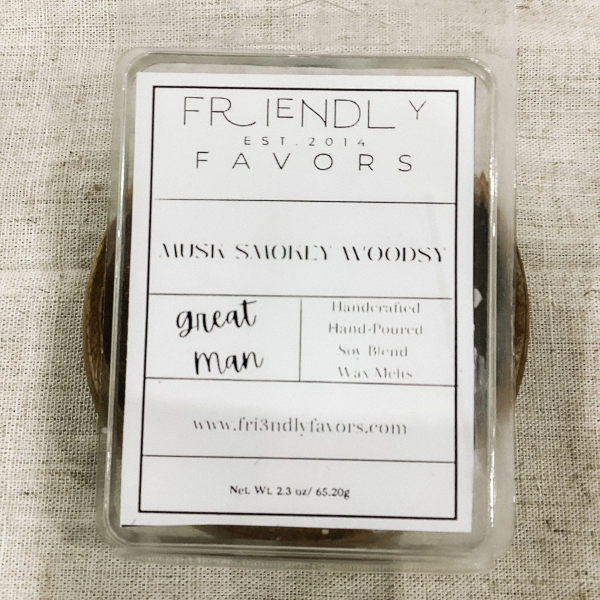 FRIENDLY
EST. 2014
FAVORS
MUSK SMOKEY WOODSY
great
man
Handcrafted
Hand-Poured
Soy Blend
Wax Melts
www.fri3ndlyfavors.com
Net. Wt. 2.3 oz/ 65.20g